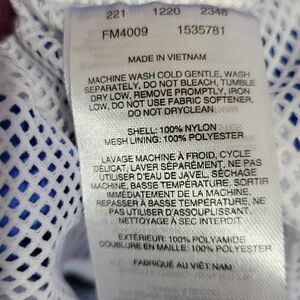 221 1220 2348
FM4009 1535781
MADE IN VIETNAM
MACHINE WASH COLD GENTLE, WASH
SEPARATELY, DO NOT BLEACH, TUMBLE
DRY LOW, REMOVE PROMPTLY, IRON
LOW, DO NOT USE FABRIC SOFTENER,
DO NOT DRYCLEAN.
SHELL: 100% NYLON
MESH LINING: 100% POLYESTER
LAVAGE MACHINE À FROID, CYCLE
DÉLICAT, LAVER SÉPARÉMENT, NE PAS
UTILISER D'EAU DE JAVEL, SÉCHAGE
MACHINE, BASSE TEMPÉRATURE, SORTIR
IMMÉDIATEMENT DE LA MACHINE,
REPASSER À BASSE TEMPÉRATURE, NE
PAS UTILISER D'ASSOUPLISSANT.
NETTOYAGE À SEC INTERDIT
EXTÉRIEUR: 100% POLYAMIDE
DOUBLURE EN MAILLE: 100% POLYESTER
FABRIQUÉ AU VIÊT NAM